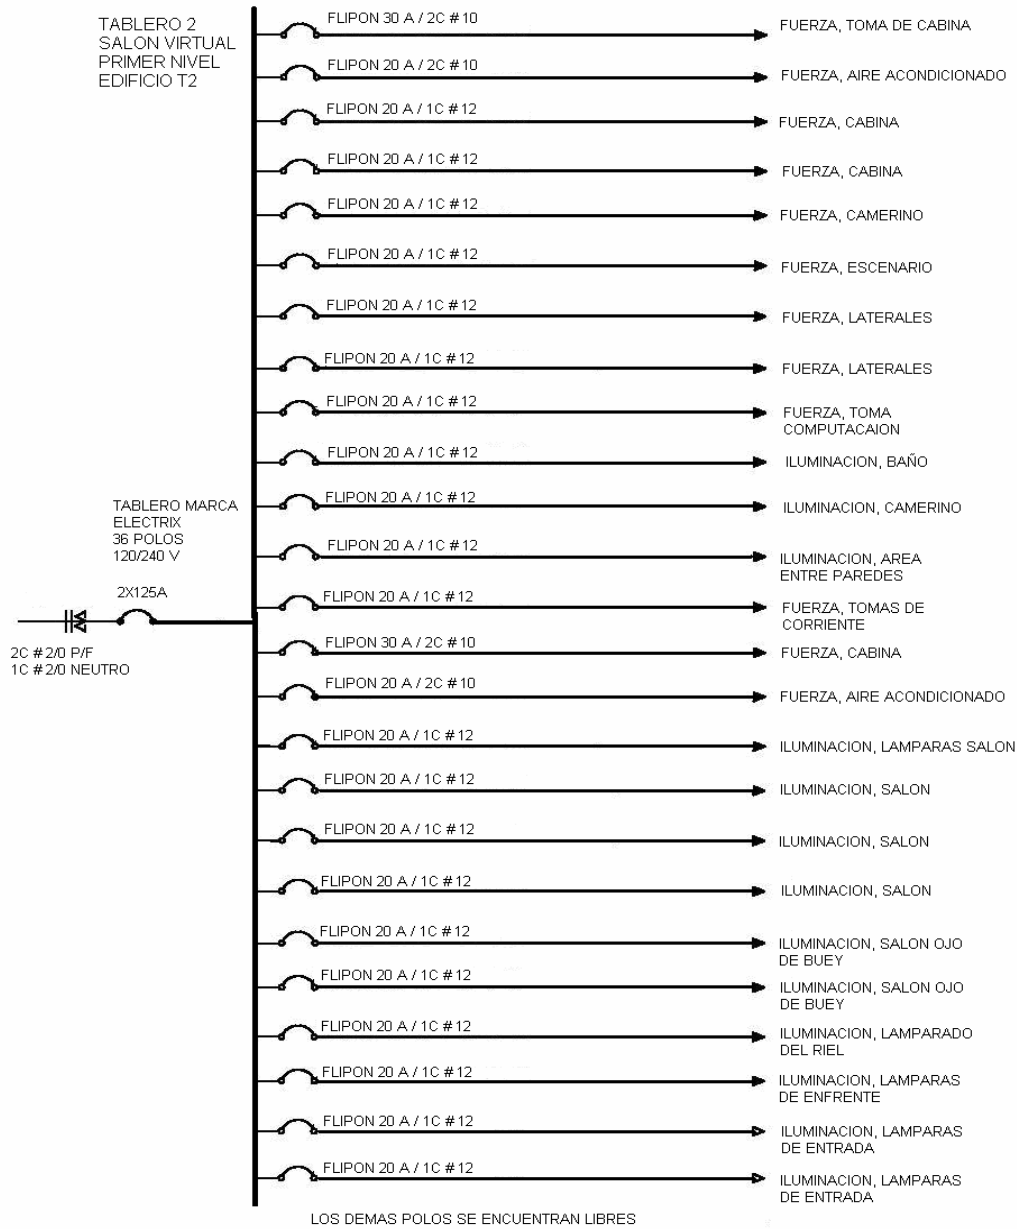 TABLERO 2
SALON VIRTUAL
PRIMER NIVEL
EDIFICIO T2
FLIPON 30 A / 2C #10
FUERZA, TOMA DE CABINA
FLIPON 20 A / 2C #10
FUERZA, AIRE ACONDICIONADO
FLIPON 20 A / 1C #12
FUERZA, CABINA
FLIPON 20 A / 1C #12
FUERZA, CABINA
FLIPON 20 A / 1C #12
FUERZA, CAMERINO
FLIPON 20 A / 1C #12
FUERZA, ESCENARIO
FLIPON 20 A / 1C #12
FUERZA, LATERALES
FLIPON 20 A / 1C #12
FUERZA, LATERALES
FLIPON 20 A / 1C #12
FUERZA, TOMA
COMPUTACAION
FLIPON 20 A / 1C #12
ILUMINACION, BAÑO
FLIPON 20 A / 1C #12
ILUMINACION, CAMERINO
FLIPON 20 A / 1C #12
ILUMINACION, AREA
ENTRE PAREDES
TABLERO MARCA
ELECTRIX
36 POLOS
120/240 V
2X125A
2C #2/0 P/F
1C #2/0 NEUTRO
FLIPON 20 A / 1C #12
FUERZA, TOMAS DE
CORRIENTE
FLIPON 30 A / 2C #10
FUERZA, CABINA
FLIPON 20 A / 2C #10
FUERZA, AIRE ACONDICIONADO
FLIPON 20 A / 1C #12
ILUMINACION, LAMPARAS SALON
FLIPON 20 A / 1C #12
ILUMINACION, SALON
FLIPON 20 A / 1C #12
ILUMINACION, SALON
FLIPON 20 A / 1C #12
ILUMINACION, SALON
FLIPON 20 A / 1C #12
ILUMINACION, SALON OJO
DE BUEY
FLIPON 20 A / 1C #12
ILUMINACION, SALON OJO
DE BUEY
FLIPON 20 A / 1C #12
ILUMINACION, LAMPARADO
DEL RIEL
FLIPON 20 A / 1C #12
ILUMINACION, LAMPARAS
DE ENFRENTE
FLIPON 20 A / 1C #12
ILUMINACION, LAMPARAS
DE ENTRADA
FLIPON 20 A / 1C #12
ILUMINACION, LAMPARAS
DE ENTRADA
LOS DEMAS POLOS SE ENCUENTRAN LIBRES